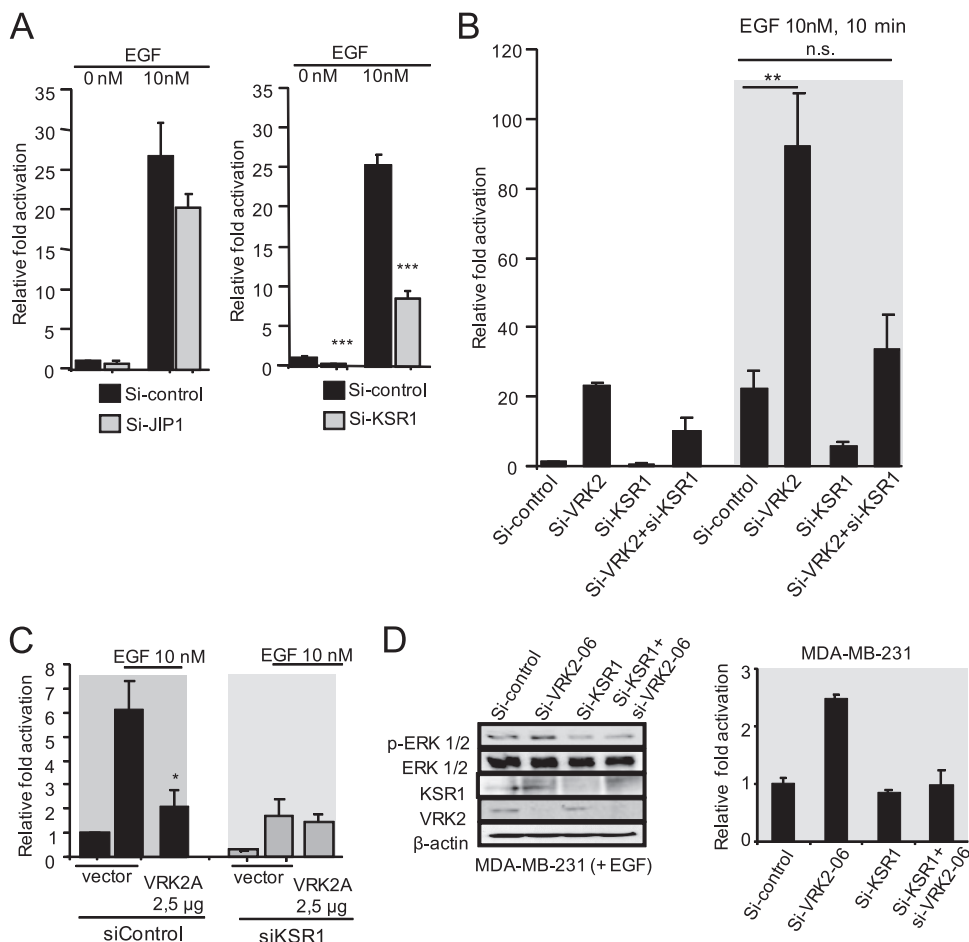 A
EGF
0 nM 10nM
Relative fold activation
35
30
25
20
15
10
5
0
Si-control
Si-JIP1
EGF
0 nM 10nM
Relative fold activation
35
30
25
20
15
10
5
0
***
***
Si-control
Si-KSR1
B
EGF 10nM, 10 min
n.s.
**
Relative fold activation
120
100
80
60
40
20
0
Si-control
Si-VRK2
Si-KSR1
Si-VRK2+si-KSR1
Si-control
Si-VRK2
Si-KSR1
Si-VRK2+si-KSR1
C
EGF 10 nM
EGF 10 nM
Relative fold activation
8
7
6
5
4
3
2
1
0
*
vector
VRK2A
2,5 µg
vector
VRK2A
2,5 µg
siControl
siKSR1
D
Si-control
Si-VRK2-06
Si-KSR1
Si-KSR1+
si-VRK2-06
p-ERK 1/2
ERK 1/2
KSR1
VRK2
β-actin
MDA-MB-231 (+ EGF)
MDA-MB-231
Relative fold activation
3
2
1
0
Si-control
Si-VRK2-06
Si-KSR1
Si-KSR1+
si-VRK2-06